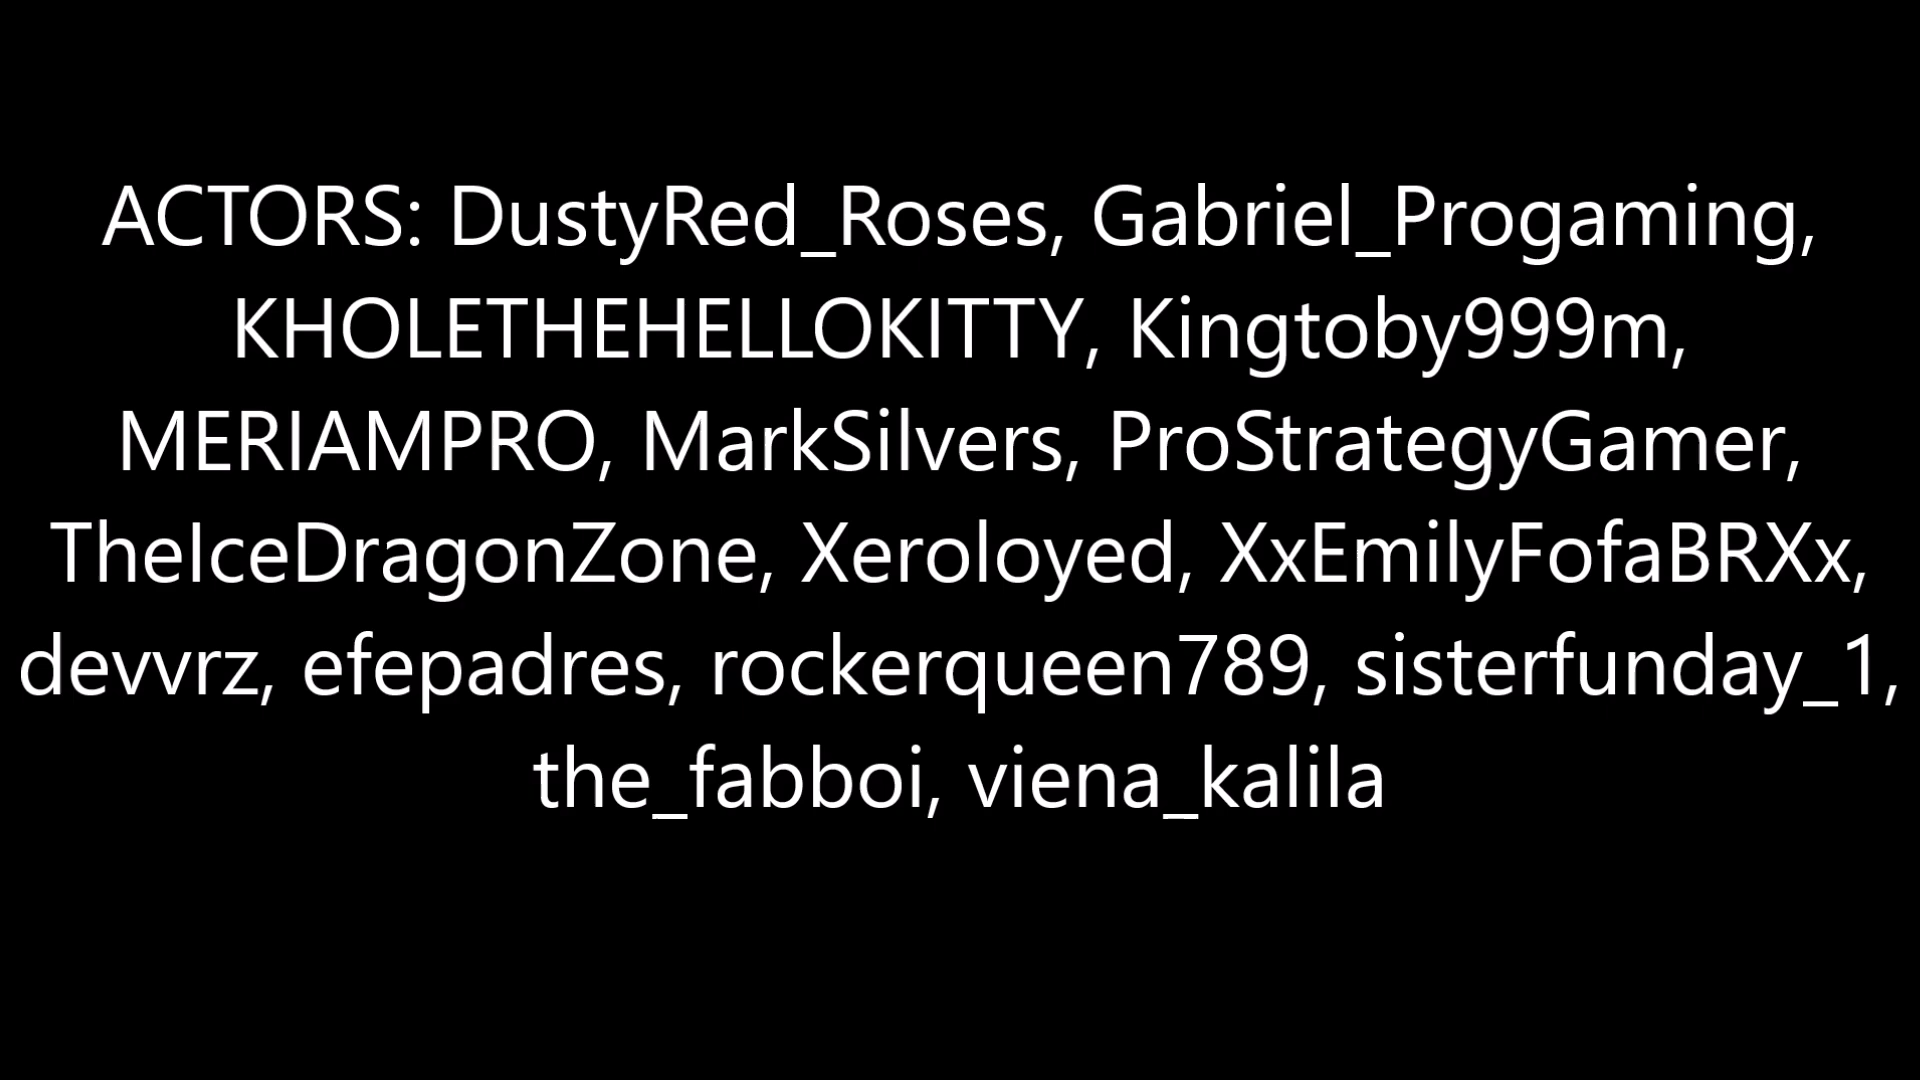 ACTORS: DustyRed_Roses, Gabriel_Progaming,
KHOLETHEHELLOKITTY, Kingtoby999m,
MERIAMPRO, MarkSilvers, ProStrategyGamer,
TheIceDragonZone, Xeroloyed, XxEmilyFofaBRXx,
devvrz, efepadres, rockerqueen789, sisterfunday_1,
the_fabboi, viena_kalila